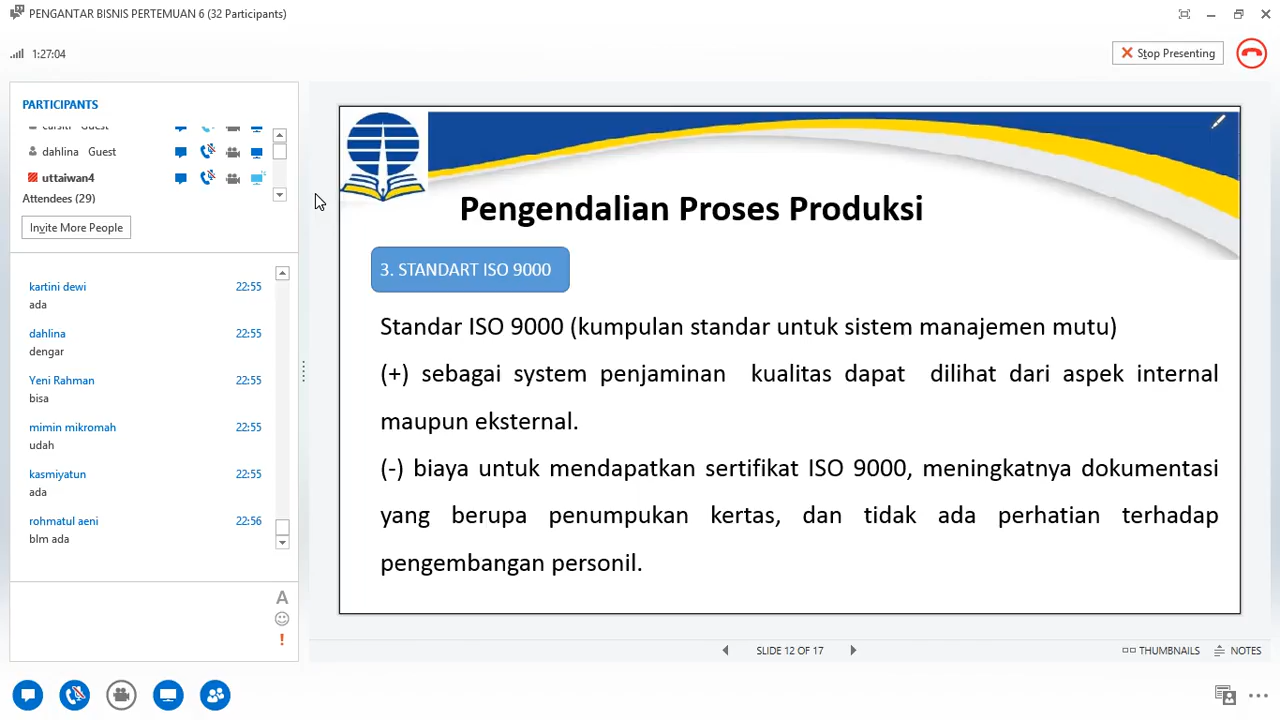 PENGANTAR BISNIS PERTEMUAN 6 (32 Participants)
1:27:04
Stop Presenting
PARTICIPANTS
Guest
dahlina Guest
uttaiwan4
Attendees (29)
Invite More People
kartini dewi 22:55
ada
dahlina 22:55
dengar
Yeni Rahman 22:55
bisa
mimin mikromah 22:55
udah
kasmiyatun 22:55
ada
rohmatul aeni 22:56
blm ada
A
!
Pengendalian Proses Produksi
3. STANDART ISO 9000
Standar ISO 9000 (kumpulan standar untuk sistem manajemen mutu)
(+) sebagai system penjaminan kualitas dapat dilihat dari aspek internal
maupun eksternal.
(-) biaya untuk mendapatkan sertifikat ISO 9000, meningkatnya dokumentasi
yang berupa penumpukan kertas, dan tidak ada perhatian terhadap
pengembangan personil.
SLIDE 12 OF 17
THUMBNAILS
NOTES